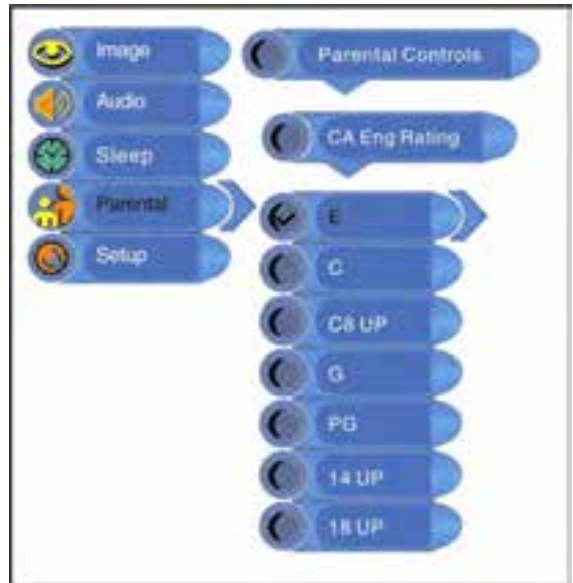 Image
Audio
Sleep
Parental
Setup
Parental Controls
CA Eng Rating
E
C
C8 UP
G
PG
14 UP
18 UP